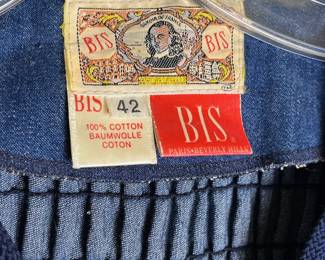 BIS BIS
BIS 42
100% COTTON
BAUMWOLLE
COTON
BIS
PARIS-BEVERLY HILLS